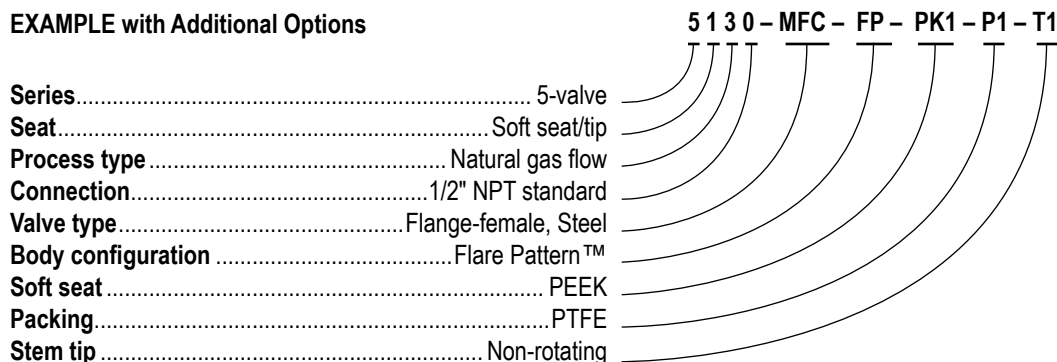 EXAMPLE with Additional Options 5 1 3 0 – MFC – FP – PK1 – P1 – T1
Series........................................................................... 5-valve
Seat..................................................................... Soft seat/tip
Process type ................................................ Natural gas flow
Connection................................................1/2" NPT standard
Valve type..............................................Flange-female, Steel
Body configuration ......................................Flare Pattern™
Soft seat ....................................................................... PEEK
Packing..........................................................................PTFE
Stem tip ............................................................. Non-rotating